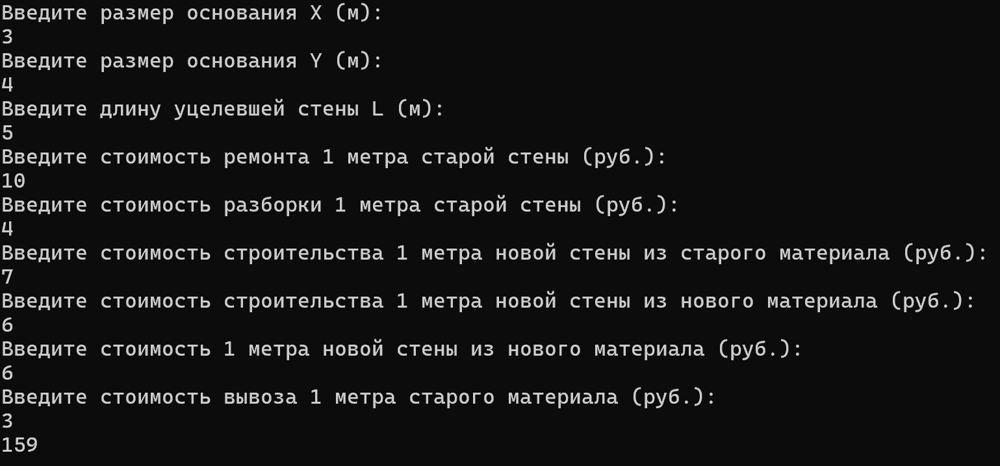 Введите размер основания X (м):
3
Введите размер основания Y (м):
4
Введите длину уцелевшей стены L (м):
5
Введите стоимость ремонта 1 метра старой стены (руб.):
10
Введите стоимость разборки 1 метра старой стены (руб.):
4
Введите стоимость строительства 1 метра новой стены из старого материала (руб.):
7
Введите стоимость строительства 1 метра новой стены из нового материала (руб.):
6
Введите стоимость 1 метра новой стены из нового материала (руб.):
6
Введите стоимость вывоза 1 метра старого материала (руб.):
3
159